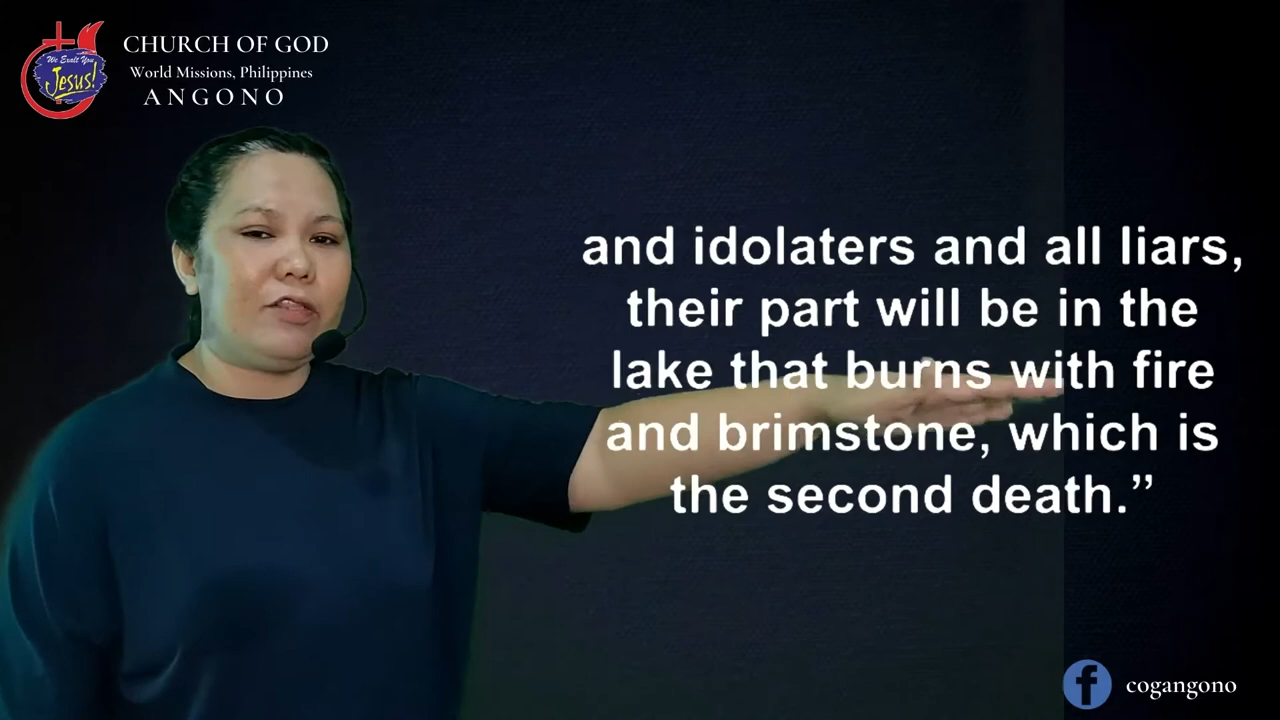 We Exalt You
Jesus!
CHURCH OF GOD
World Missions, Philippines
ANGONO
and idolaters and all liars,
their part will be in the
lake that burns with fire
and brimstone, which is
the second death.”
f
cogangono